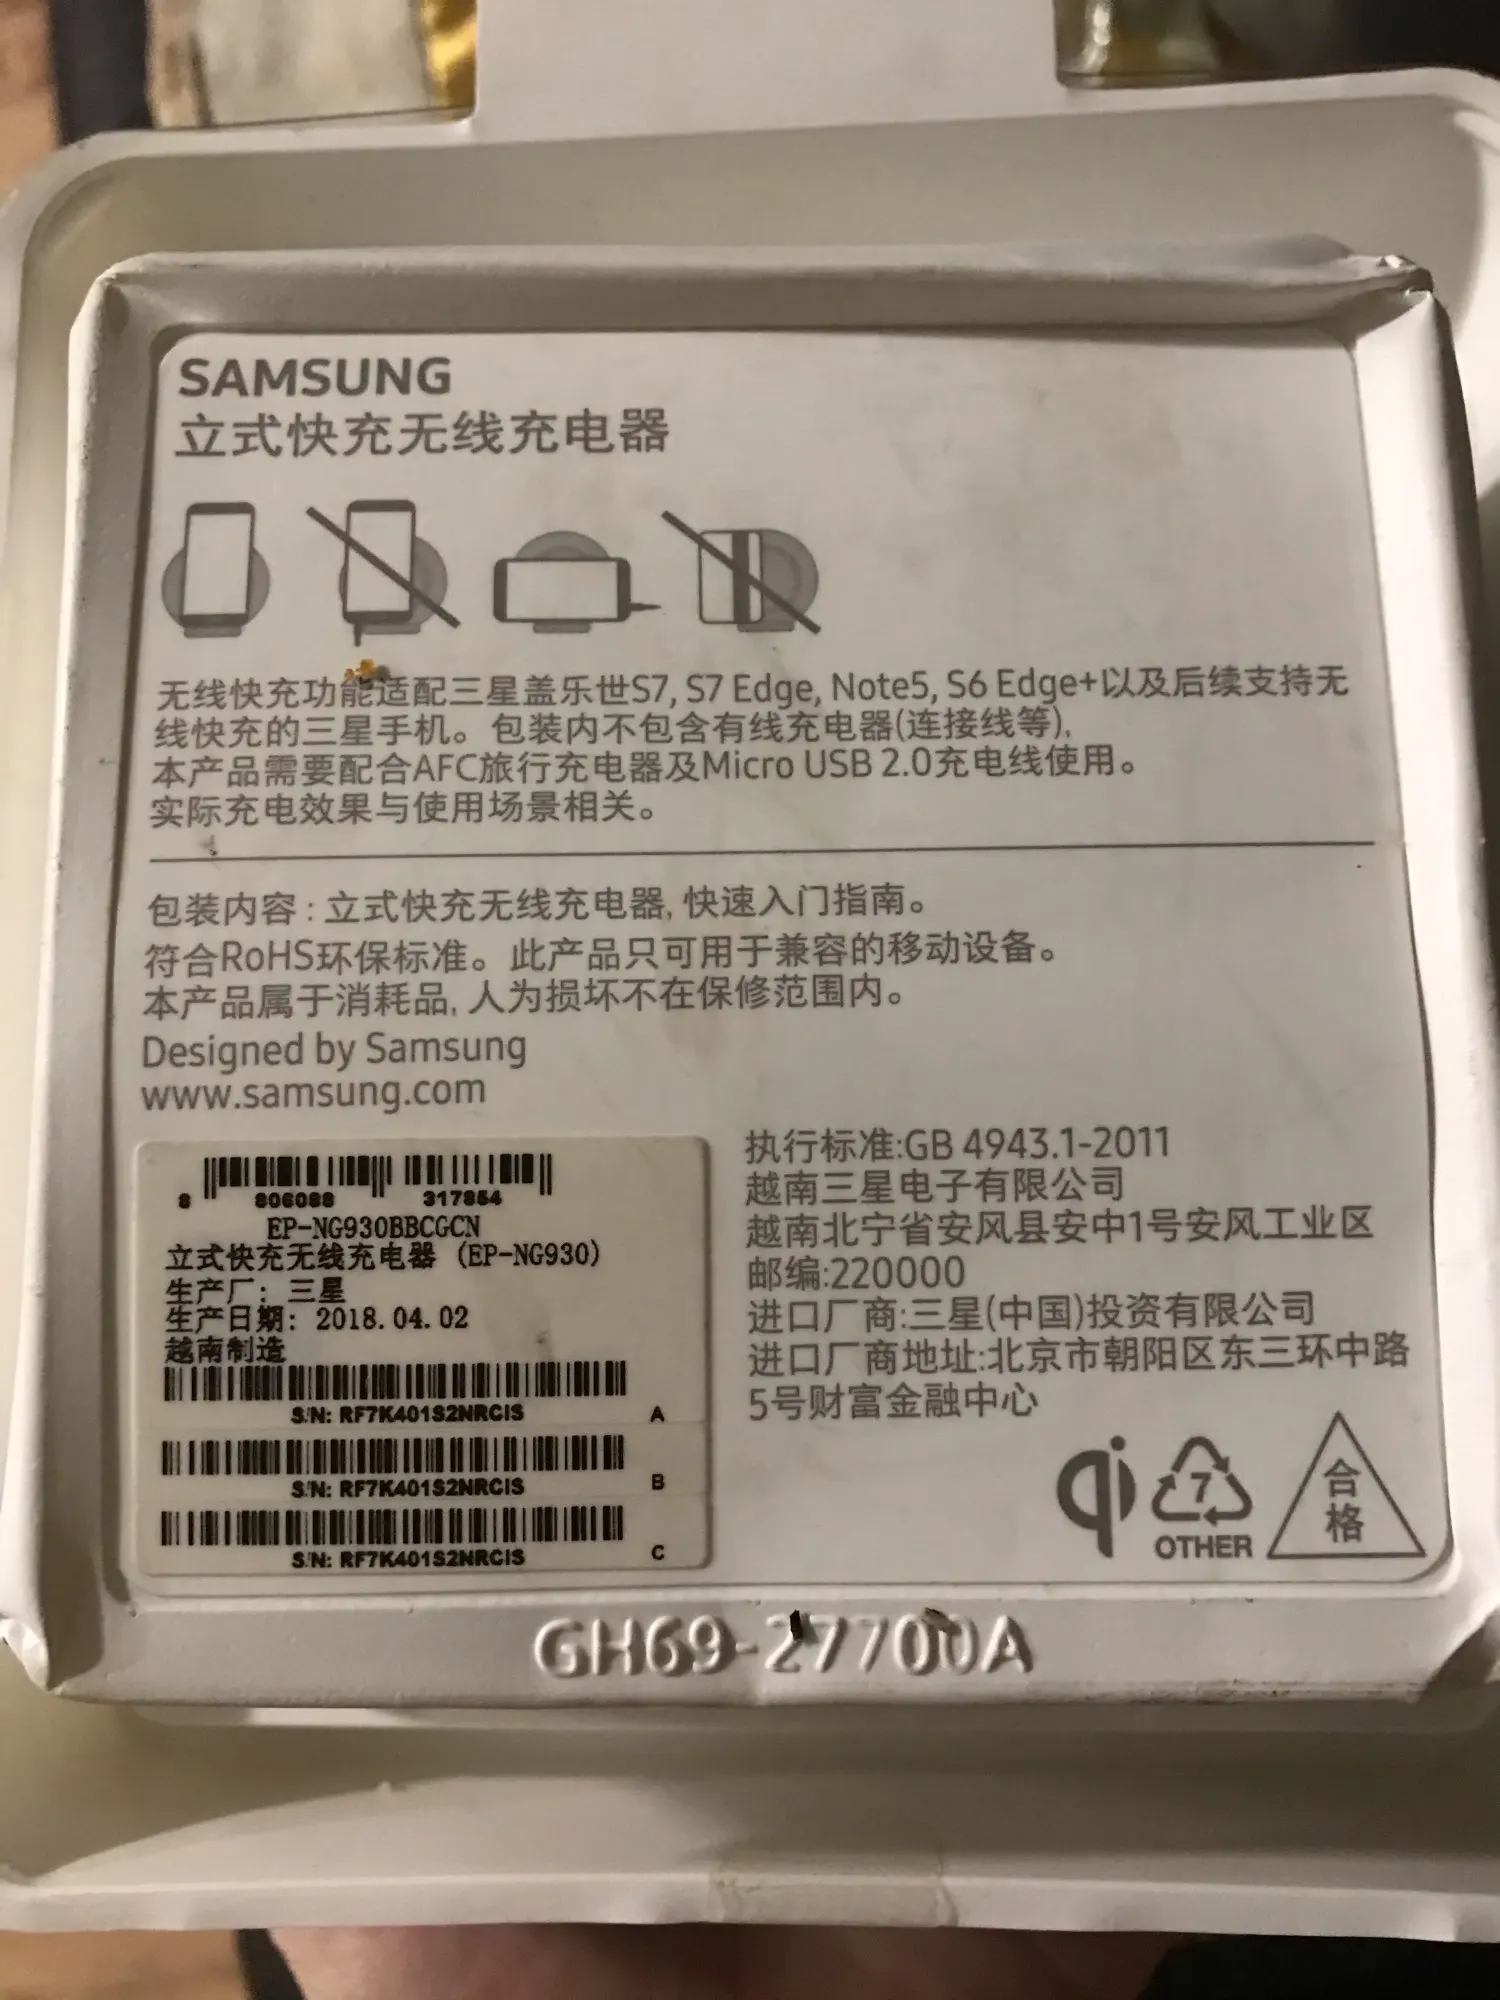 SAMSUNG
立式快充无线充电器
无线快充功能适配三星盖乐世S7, S7 Edge, Note5, S6 Edge+以及后续支持无
线快充的三星手机。包装内不包含有线充电器(连接线等),
本产品需要配合AFC旅行充电器及Micro USB 2.0充电线使用。
实际充电效果与使用场景相关。
包装内容:立式快充无线充电器, 快速入门指南。
符合RoHS环保标准。此产品只可用于兼容的移动设备。
本产品属于消耗品, 人为损坏不在保修范围内。
Designed by Samsung
www.samsung.com
8 806088 317854
EP-NG930BBCGCN
立式快充无线充电器 (EP-NG930)
生产厂: 三星
生产日期: 2018.04.02
越南制造
S/N: RF7K401S2NRCIS A
S/N: RF7K401S2NRCIS B
S/N: RF7K401S2NRCIS C
执行标准:GB 4943.1-2011
越南三星电子有限公司
越南北宁省安风县安中1号安风工业区
邮编:220000
进口厂商:三星(中国)投资有限公司
进口厂商地址:北京市朝阳区东三环中路
5号财富金融中心
qi
7
OTHER
合
格
GH69-27700A